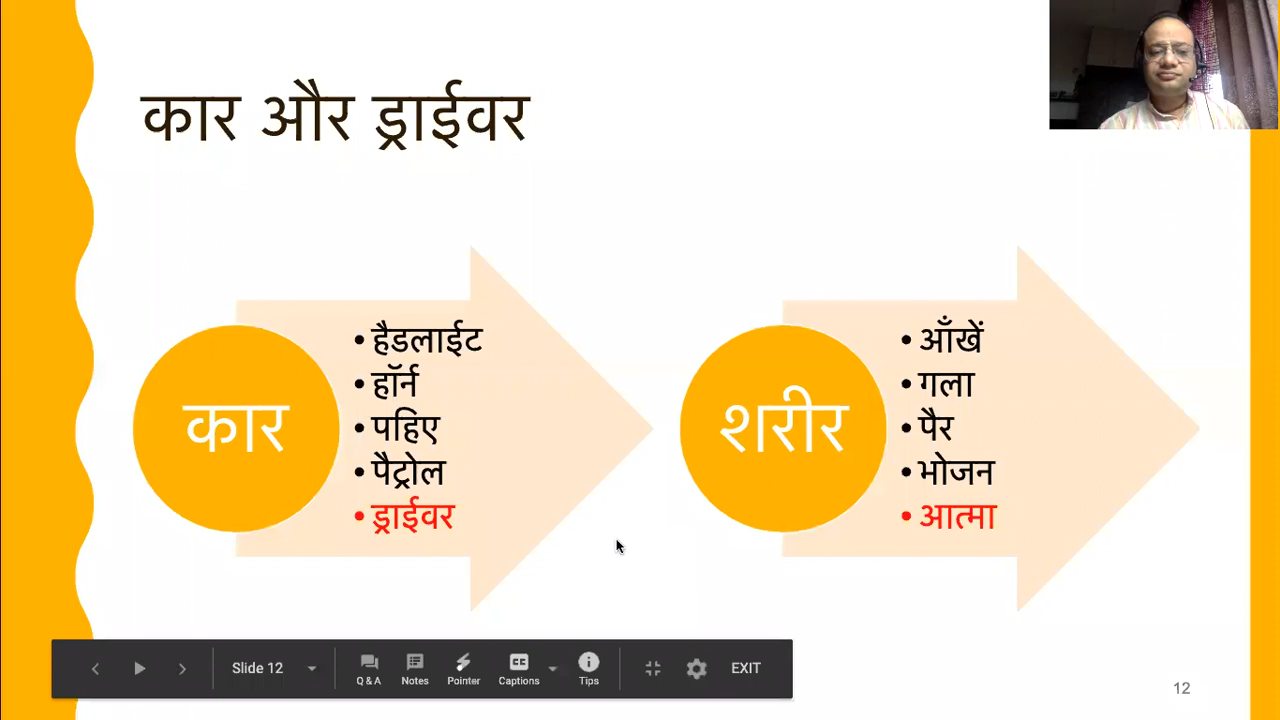 कार और ड्राईवर
कार
• हैडलाईट
• हॉर्न
• पहिए
• पैट्रोल
• ड्राईवर
शरीर
• आँखें
• गला
• पैर
• भोजन
• आत्मा
Slide 12
Q & A
Notes
Pointer
Captions
Tips
EXIT
12